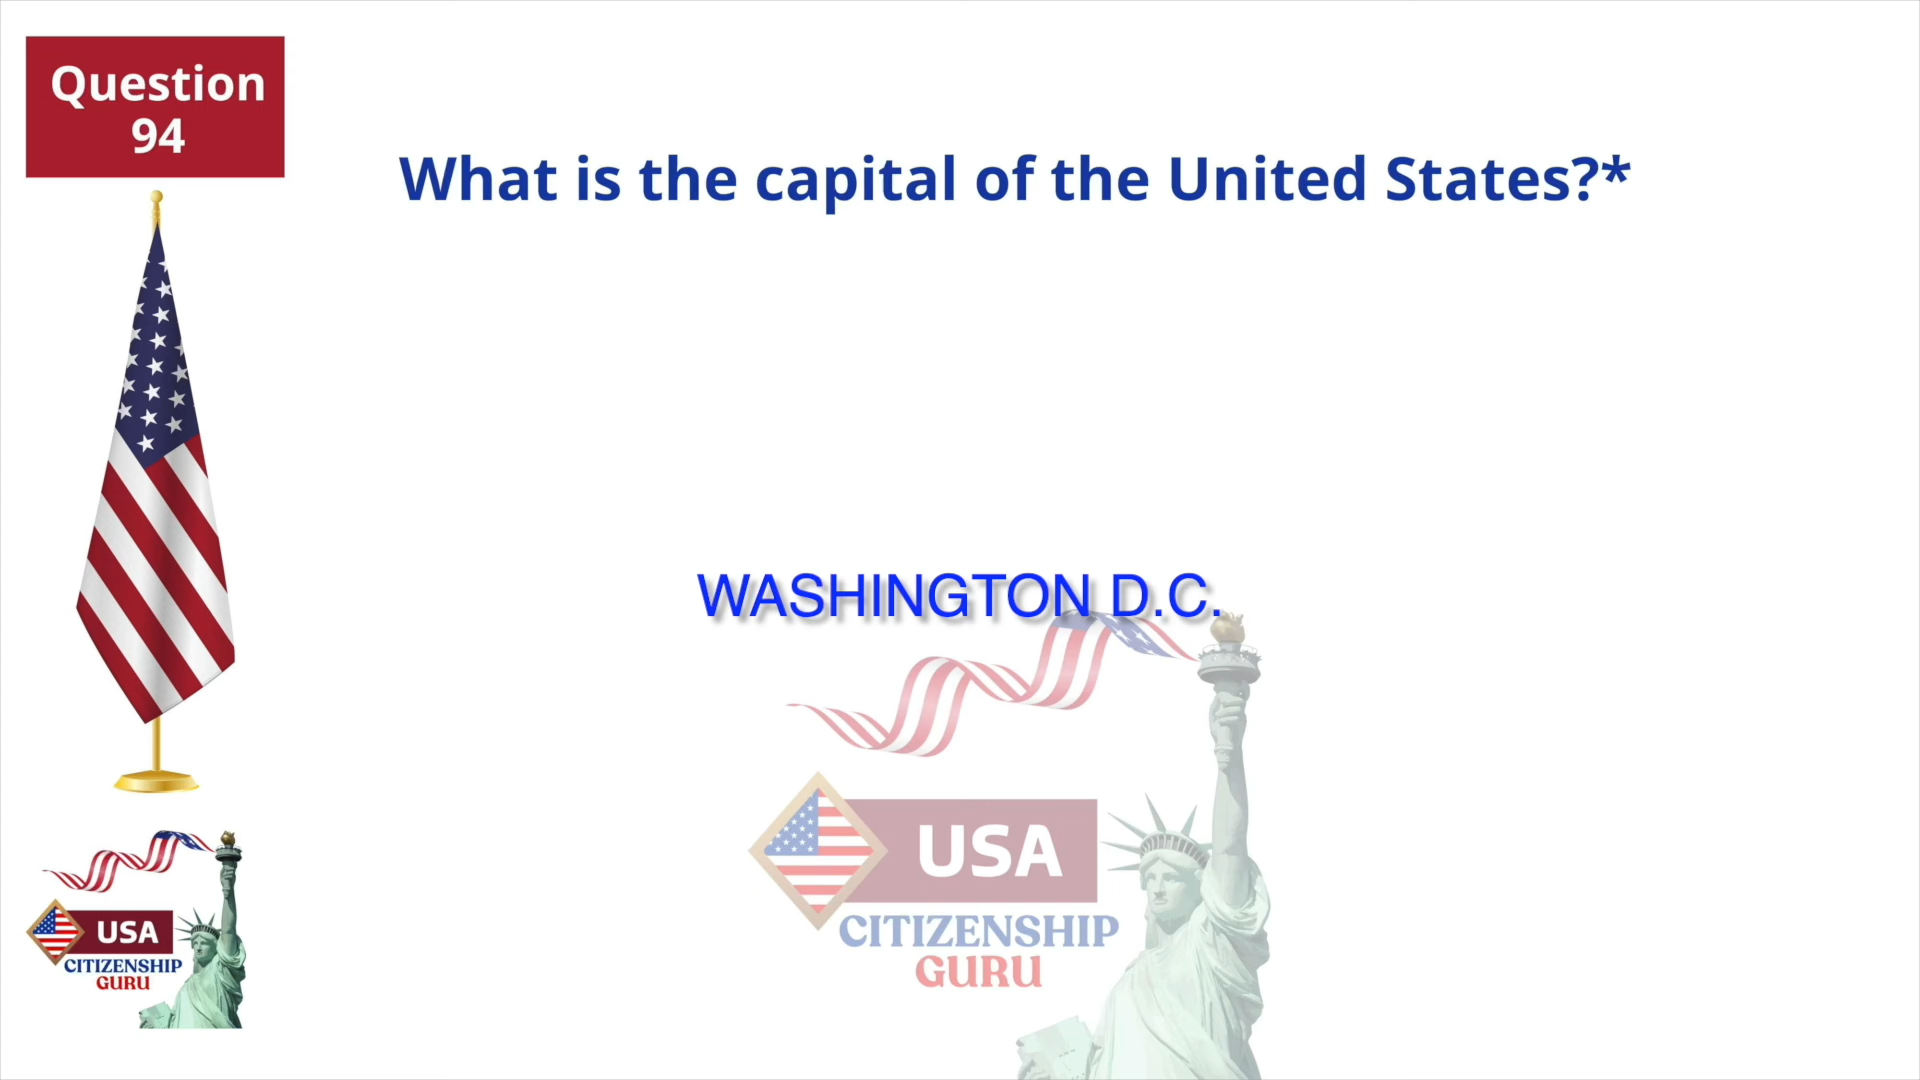 Question
94
What is the capital of the United States?*
WASHINGTON D.C.
USA
CITIZENSHIP
GURU
USA
CITIZENSHIP
GURU